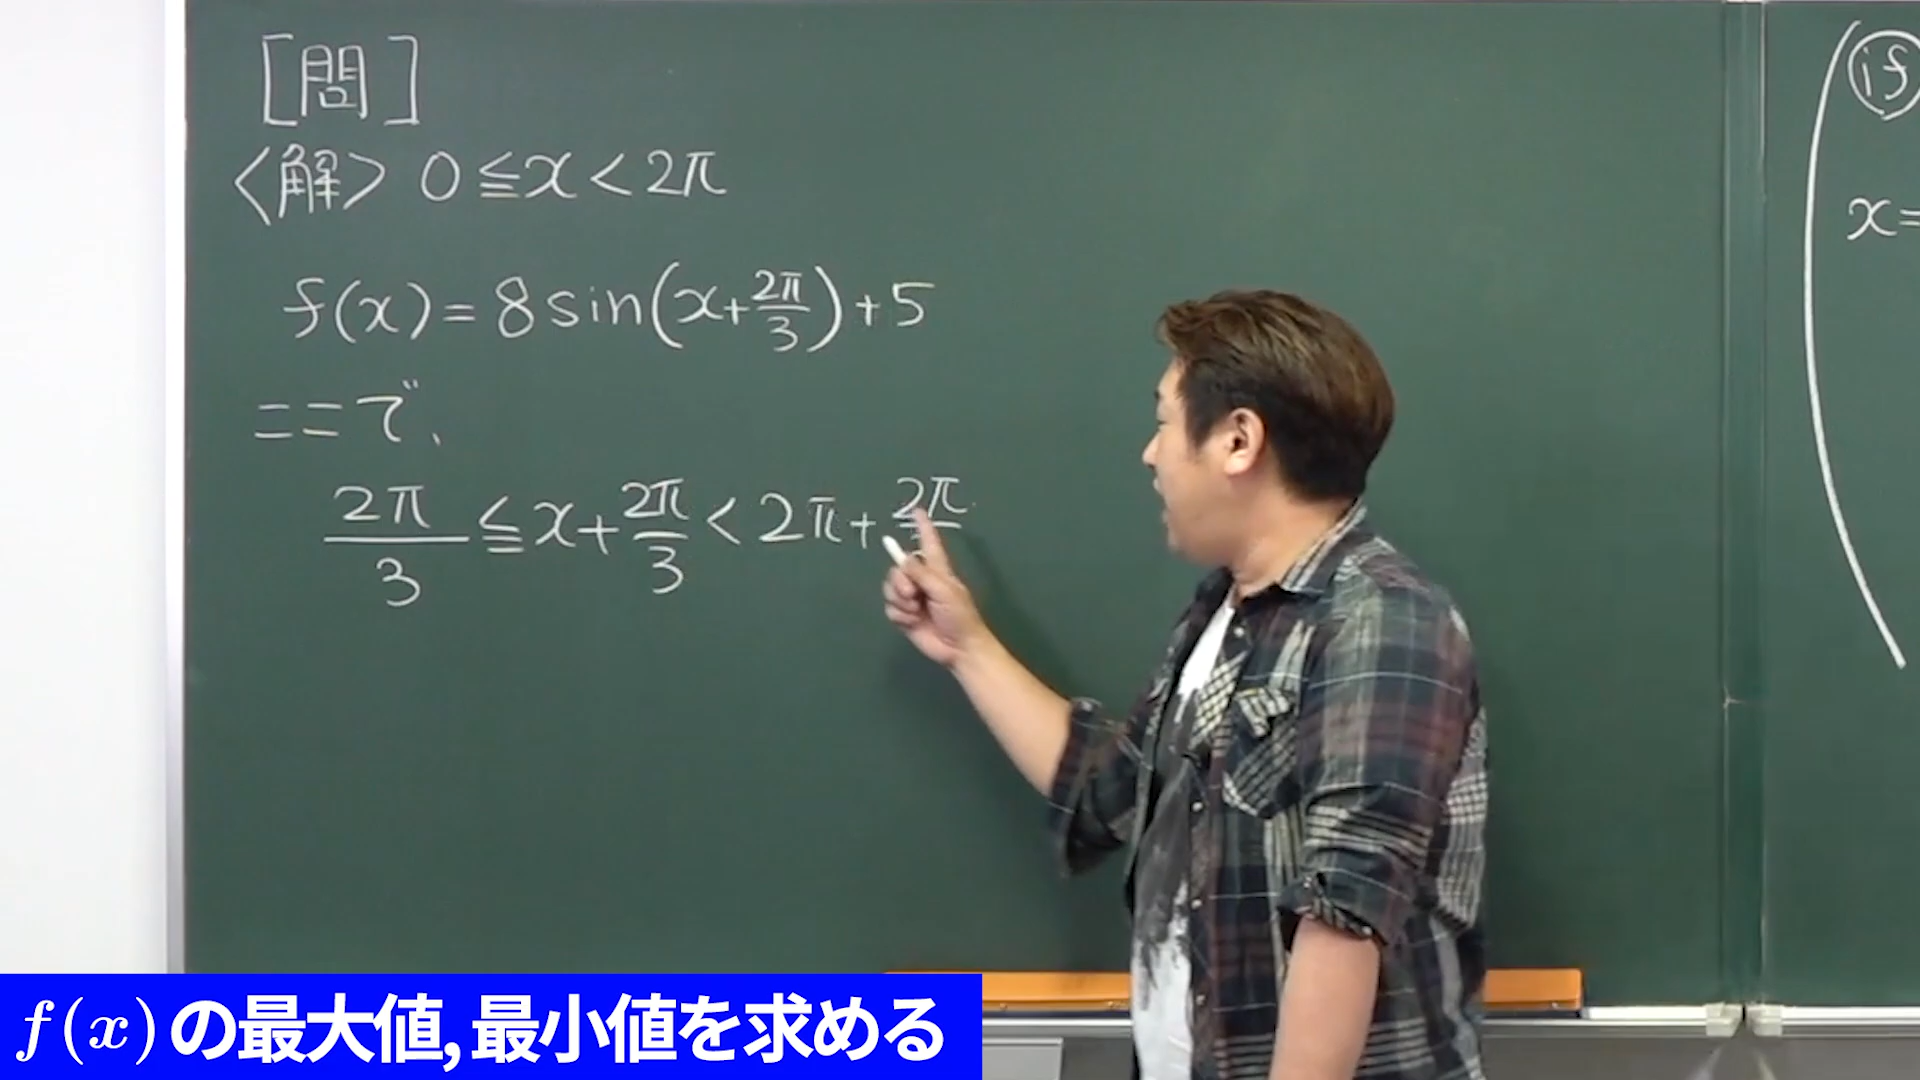 [問]
<解> 0≦x<2π
f(x)=8sin(x+2π/3)+5
ここで、
2π/3≦x+2π/3<2π+2π
if
x=
f(x)の最大値,最小値を求める